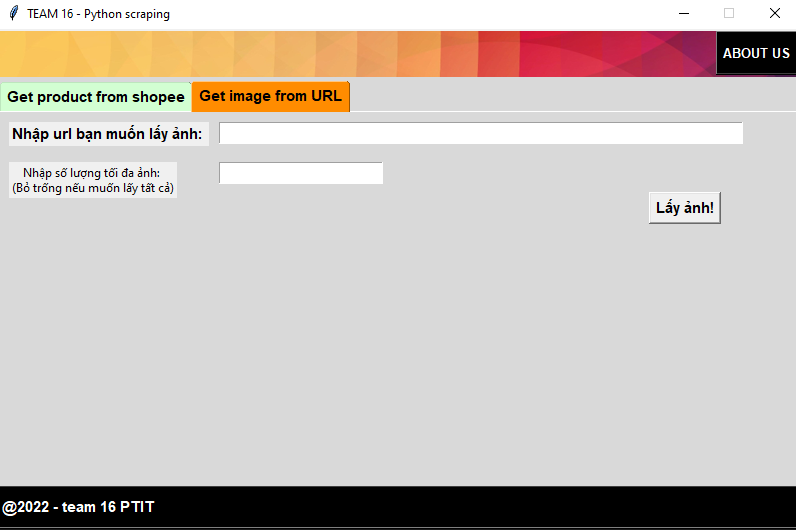 TEAM 16 - Python scraping
ABOUT US
Get product from shopee
Get image from URL
Nhập url bạn muốn lấy ảnh:
Nhập số lượng tối đa ảnh:
(Bỏ trống nếu muốn lấy tất cả)
Lấy ảnh!
@2022 - team 16 PTIT